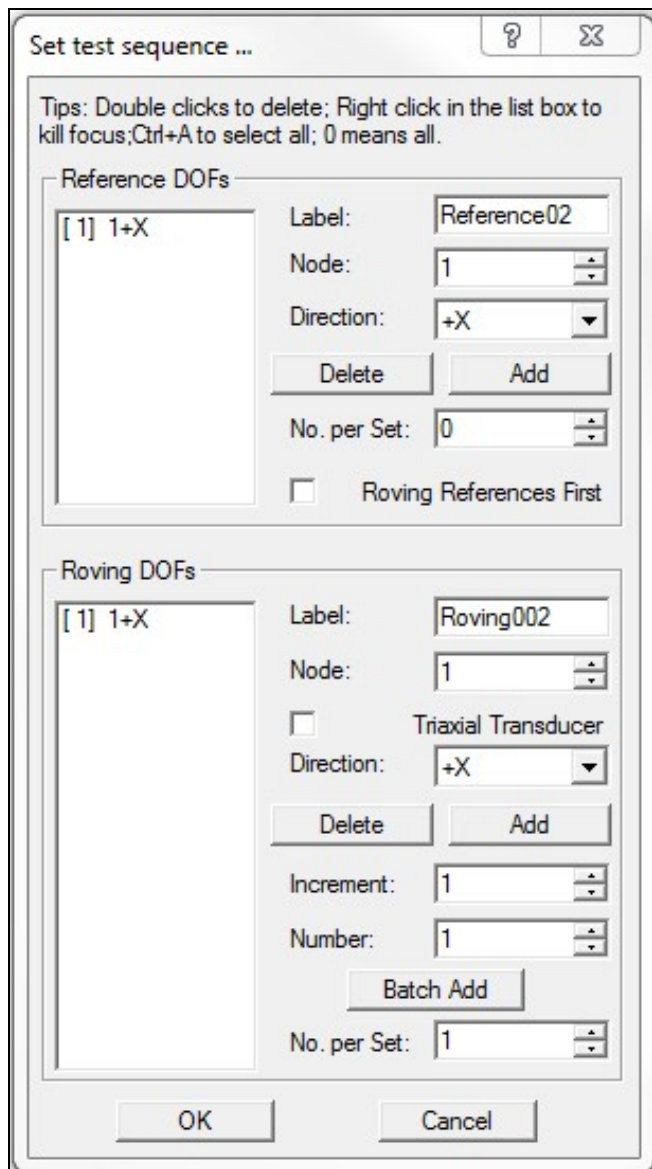 Set test sequence ...
Tips: Double clicks to delete; Right click in the list box to
kill focus;Ctrl+A to select all; 0 means all.
Reference DOFs
[ 1]  1+X
Label: Reference02
Node: 1
Direction: +X
Delete Add
No. per Set: 0
Roving References First
Roving DOFs
[ 1]  1+X
Label: Roving002
Node: 1
Triaxial Transducer
Direction: +X
Delete Add
Increment: 1
Number: 1
Batch Add
No. per Set: 1
OK Cancel